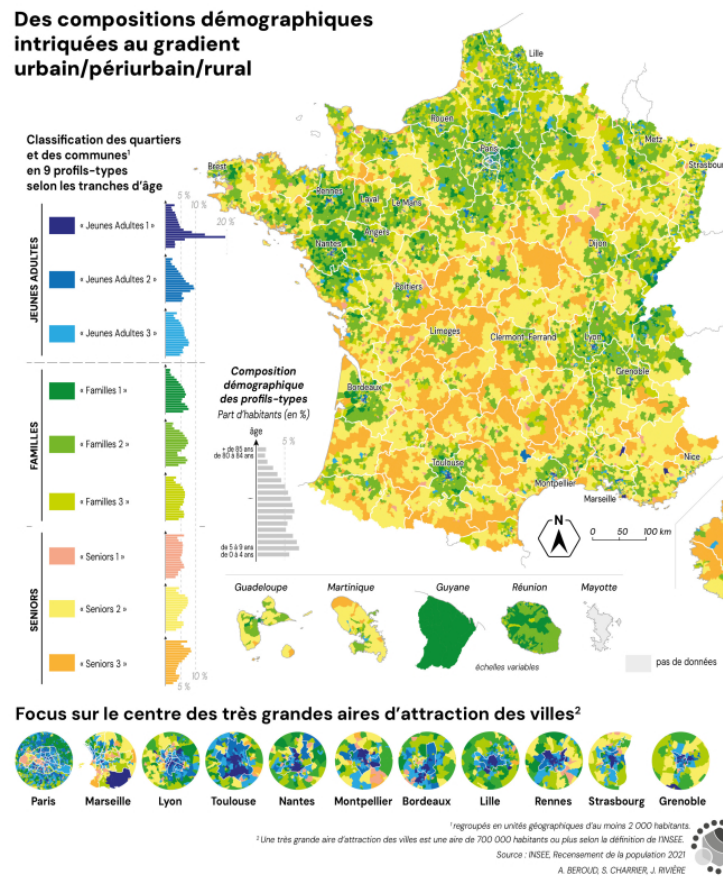 Des compositions démographiques
intriquées au gradient
urbain/périurbain/rural
Classification des quartiers
et des communes¹
en 9 profils-types
selon les tranches d'âge
5 %
10 %
20 %
JEUNES ADULTES
« Jeunes Adultes 1 »
« Jeunes Adultes 2 »
« Jeunes Adultes 3 »
FAMILLES
« Familles 1 »
« Familles 2 »
« Familles 3 »
SENIORS
« Seniors 1 »
« Seniors 2 »
« Seniors 3 »
10 %
5 %
Composition
démographique
des profils-types
Part d'habitants (en %)
âge
5 %
+ de 85 ans
de 80 à 84 ans
de 5 à 9 ans
de 0 à 4 ans
Lille
Rouen
Paris
Metz
Strasbour
Brest
Rennes
Laval
Le Mans
Nantes
Angers
Dijon
Poitiers
Limoges
Clermont-Ferrand
Lyon
Grenoble
Bordeaux
Toulouse
Montpellier
Marseille
Nice
N
0 50 100 km
Guadeloupe
Martinique
Guyane
Réunion
Mayotte
échelles variables
pas de données
Focus sur le centre des très grandes aires d'attraction des villes²
Paris Marseille Lyon Toulouse Nantes Montpellier Bordeaux Lille Rennes Strasbourg Grenoble
¹ regroupés en unités géographiques d'au moins 2 000 habitants.
² Une très grande aire d'attraction des villes est une aire de 700 000 habitants ou plus selon la définition de l'INSEE.
Source : INSEE, Recensement de la population 2021
A. BEROUD, S. CHARRIER, J. RIVIÈRE